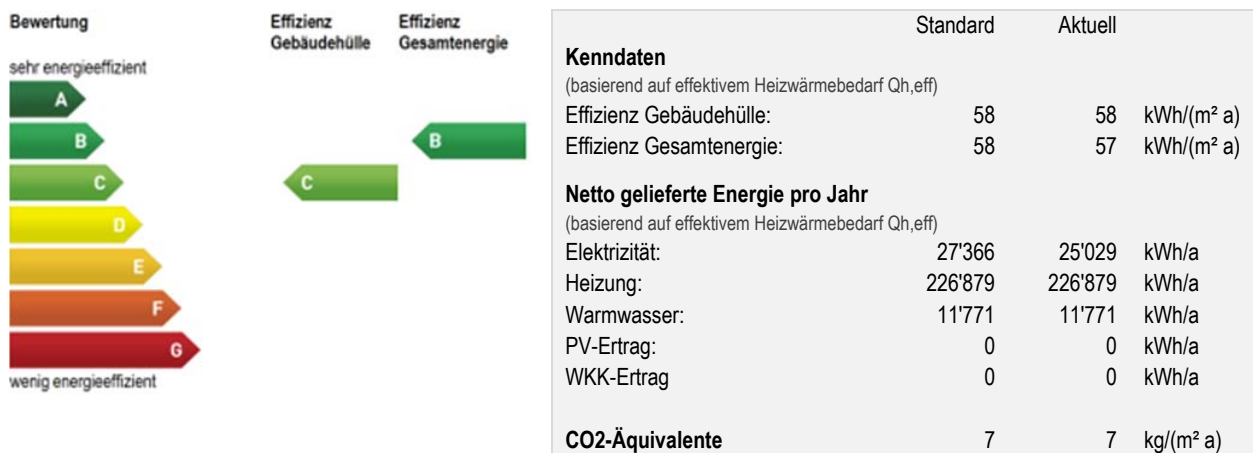 Bewertung
Effizienz
Gebäudehülle
Effizienz
Gesamtenergie
sehr energieeffizient
A
B
B
C
C
D
E
F
G
wenig energieeffizient
Standard Aktuell
Kenndaten
(basierend auf effektivem Heizwärmebedarf Qh,eff)
Effizienz Gebäudehülle: 58 58 kWh/(m² a)
Effizienz Gesamtenergie: 58 57 kWh/(m² a)
Netto gelieferte Energie pro Jahr
(basierend auf effektivem Heizwärmebedarf Qh,eff)
Elektrizität: 27'366 25'029 kWh/a
Heizung: 226'879 226'879 kWh/a
Warmwasser: 11'771 11'771 kWh/a
PV-Ertrag: 0 0 kWh/a
WKK-Ertrag 0 0 kWh/a
CO2-Äquivalente 7 7 kg/(m² a)